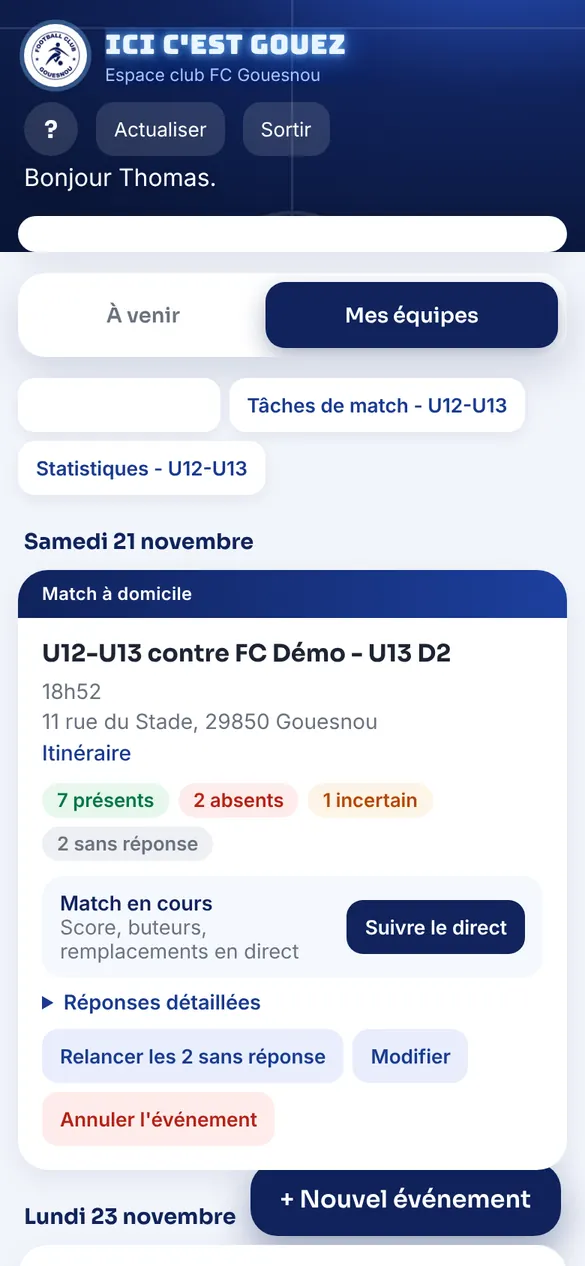 FOOTBALL CLUB
GOUESNOU
ICI C'EST GOUEZ
Espace club FC Gouesnou
?
Actualiser
Sortir
Bonjour Thomas.
À venir
Mes équipes
Tâches de match - U12-U13
Statistiques - U12-U13
Samedi 21 novembre
Match à domicile
U12-U13 contre FC Démo - U13 D2
18h52
11 rue du Stade, 29850 Gouesnou
Itinéraire
7 présents
2 absents
1 incertain
2 sans réponse
Match en cours
Score, buteurs,
remplacements en direct
Suivre le direct
Réponses détaillées
Relancer les 2 sans réponse
Modifier
Annuler l'événement
+ Nouvel événement
Lundi 23 novembre